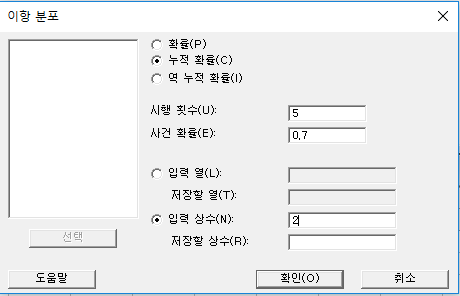 이항 분포
확률(P)
누적 확률(C)
역 누적 확률(I)
시행 횟수(U): 5
사건 확률(E): 0.7
입력 열(L):
저장할 열(T):
입력 상수(N): 2
저장할 상수(R):
선택
도움말 확인(O) 취소